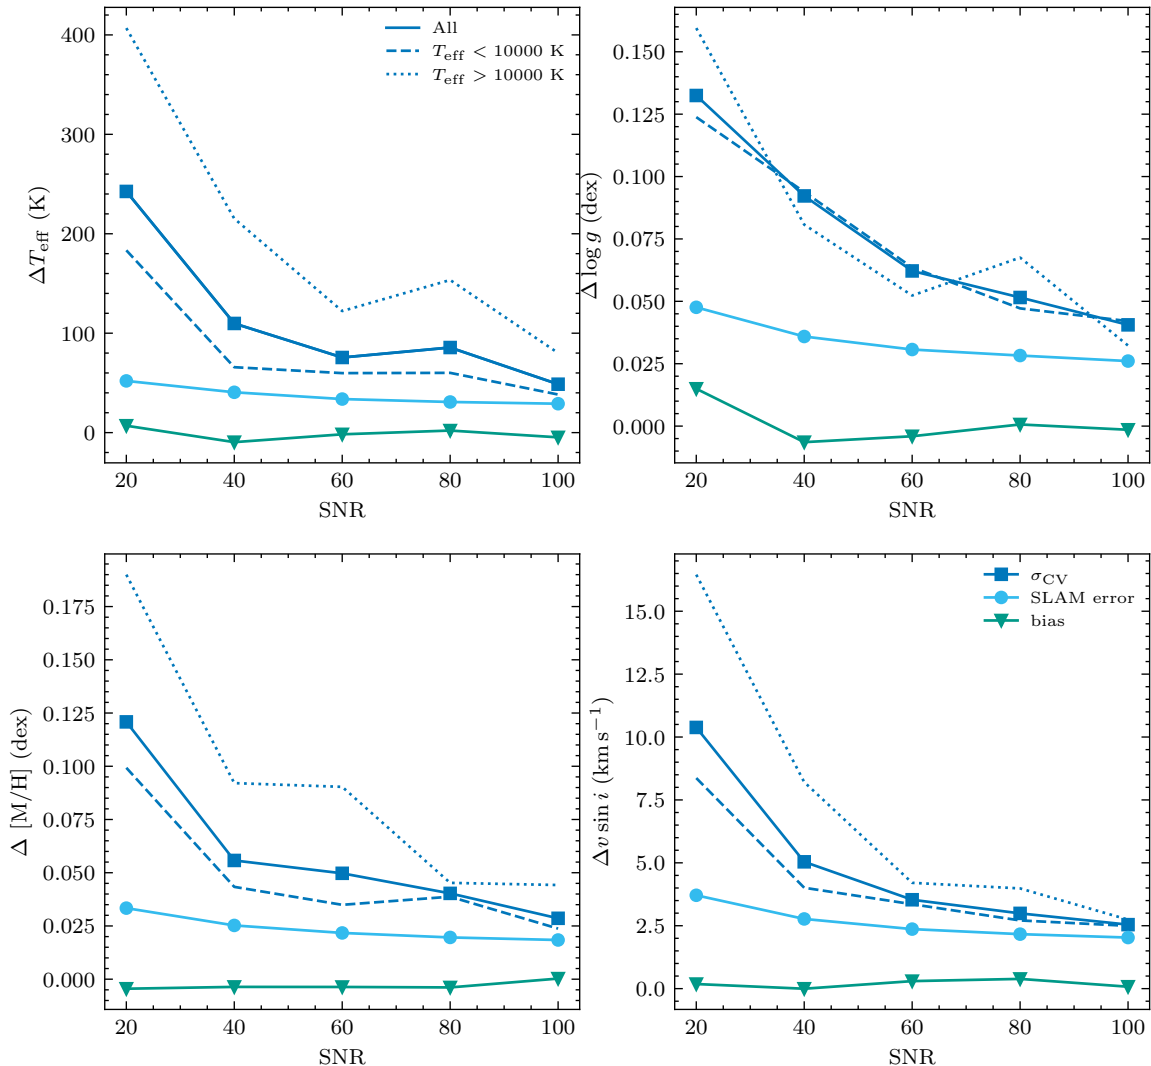 400
300
200
100
0
ΔT_eff (K)
All
T_eff < 10000 K
T_eff > 10000 K
20 40 60 80 100
SNR
0.150
0.125
0.100
0.075
0.050
0.025
0.000
Δ log g (dex)
20 40 60 80 100
SNR
0.175
0.150
0.125
0.100
0.075
0.050
0.025
0.000
Δ [M/H] (dex)
20 40 60 80 100
SNR
15.0
12.5
10.0
7.5
5.0
2.5
0.0
Δv sin i (km s⁻¹)
σ_CV
SLAM error
bias
20 40 60 80 100
SNR